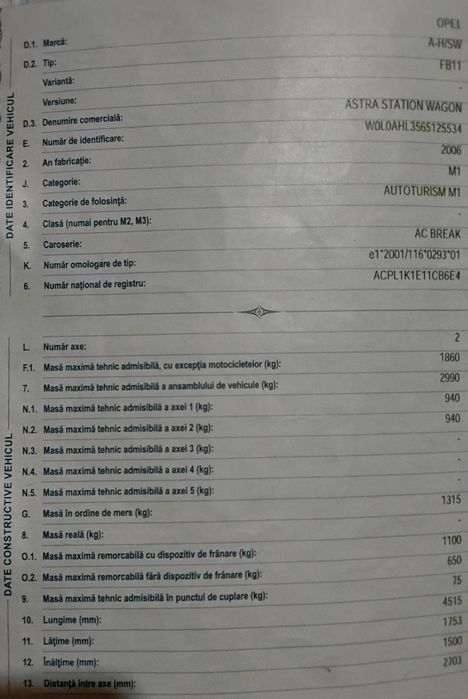 DATE IDENTIFICARE VEHICUL
D.1. Marcă: OPEL
D.2. Tip: A-H/SW
Variantă: FB11
Versiune: -
D.3. Denumire comercială: ASTRA STATION WAGON
E. Număr de identificare: W0L0AHL3565125534
2. An fabricaţie: 2006
J. Categorie: M1
3. Categorie de folosinţă: AUTOTURISM M1
4. Clasă (numai pentru M2, M3): -
5. Caroserie: AC BREAK
K. Număr omologare de tip: e1*2001/116*0293*01
6. Număr naţional de registru: ACPL1K1E11CB6E4
DATE CONSTRUCTIVE VEHICUL
L. Număr axe: 2
F.1. Masă maximă tehnic admisibilă, cu excepţia motocicletelor (kg): 1860
7. Masă maximă tehnic admisibilă a ansamblului de vehicule (kg): 2990
N.1. Masă maximă tehnic admisibilă a axei 1 (kg): 940
N.2. Masă maximă tehnic admisibilă a axei 2 (kg): 940
N.3. Masă maximă tehnic admisibilă a axei 3 (kg): -
N.4. Masă maximă tehnic admisibilă a axei 4 (kg): -
N.5. Masă maximă tehnic admisibilă a axei 5 (kg): -
G. Masă în ordine de mers (kg): 1315
8. Masă reală (kg): -
O.1. Masă maximă remorcabilă cu dispozitiv de frânare (kg): 1100
O.2. Masă maximă remorcabilă fără dispozitiv de frânare (kg): 650
9. Masă maximă tehnic admisibilă în punctul de cuplare (kg): 75
10. Lungime (mm): 4515
11. Lăţime (mm): 1753
12. Înălţime (mm): 1500
13. Distanţă între axe (mm): 2703